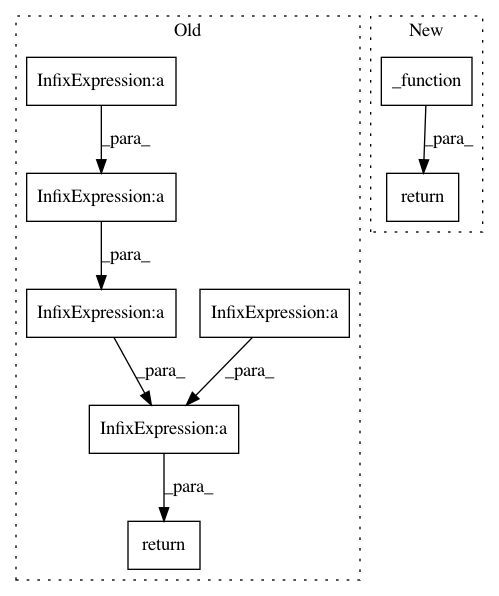 Old
New
InfixExpression:a
_function
_para_
_para_
InfixExpression:a
return
_para_
InfixExpression:a
InfixExpression:a
_para_
_para_
InfixExpression:a
_para_
return